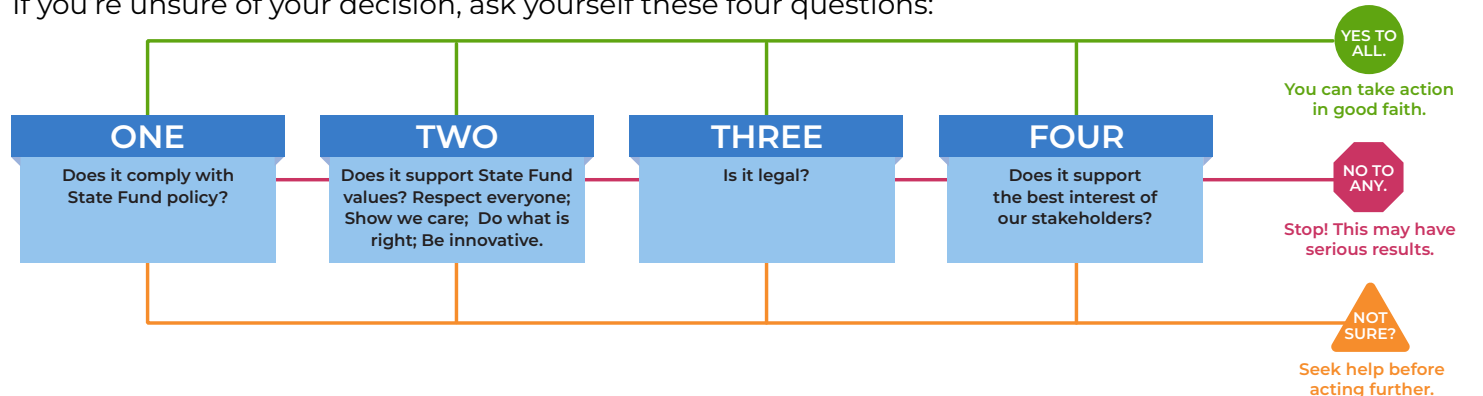 If you're unsure of your decision, ask yourself these four questions:
YES TO
ALL.
You can take action
in good faith.
ONE
Does it comply with
State Fund policy?
TWO
Does it support State Fund
values? Respect everyone;
Show we care;  Do what is
right; Be innovative.
THREE
Is it legal?
FOUR
Does it support
the best interest of
our stakeholders?
NO TO
ANY.
Stop! This may have
serious results.
NOT
SURE?
Seek help before
acting further.